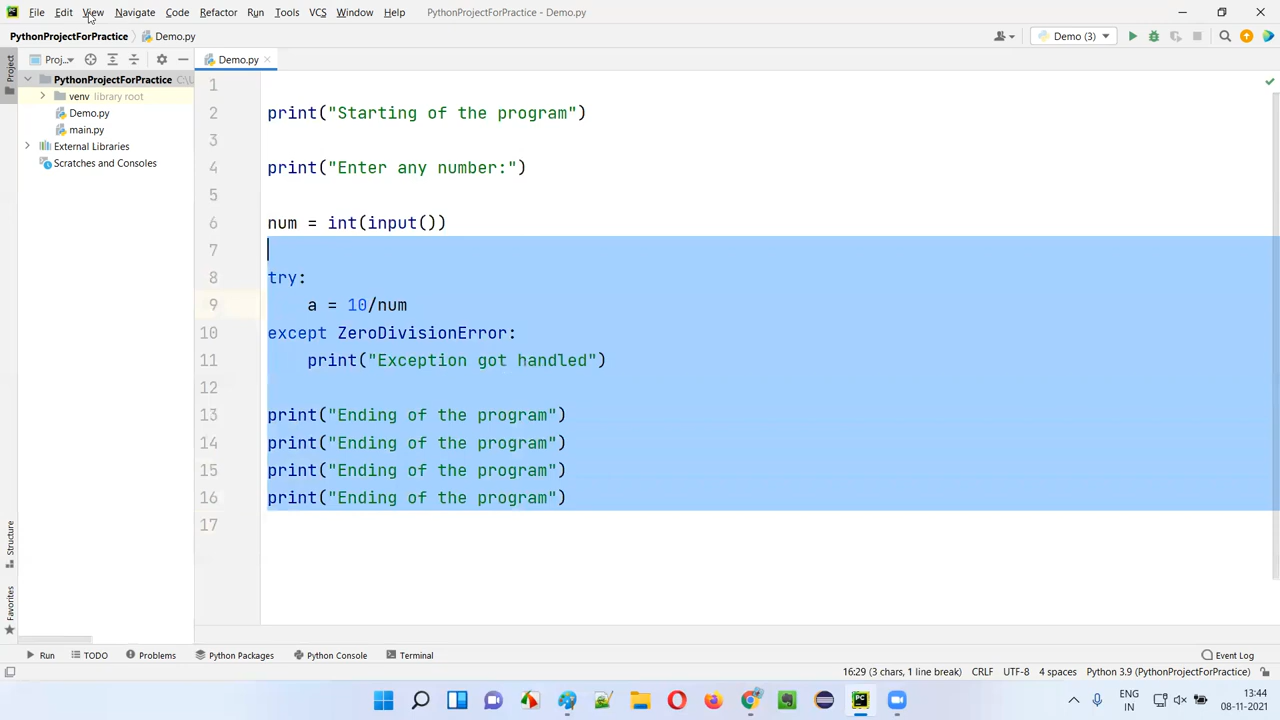 File Edit View Navigate Code Refactor Run Tools VCS Window Help PythonProjectForPractice - Demo.py
PythonProjectForPractice Demo.py Demo (3)
Project Proj... Demo.py
PythonProjectForPractice C:\U
venv library root
Demo.py
main.py
External Libraries
Scratches and Consoles
1
2 print("Starting of the program")
3
4 print("Enter any number:")
5
6 num = int(input())
7
8 try:
9 a = 10/num
10 except ZeroDivisionError:
11 print("Exception got handled")
12
13 print("Ending of the program")
14 print("Ending of the program")
15 print("Ending of the program")
16 print("Ending of the program")
17
Structure
Favorites
Run TODO Problems Python Packages Python Console Terminal Event Log
16:29 (3 chars, 1 line break) CRLF UTF-8 4 spaces Python 3.9 (PythonProjectForPractice)
ENG 13:44
IN 08-11-2021